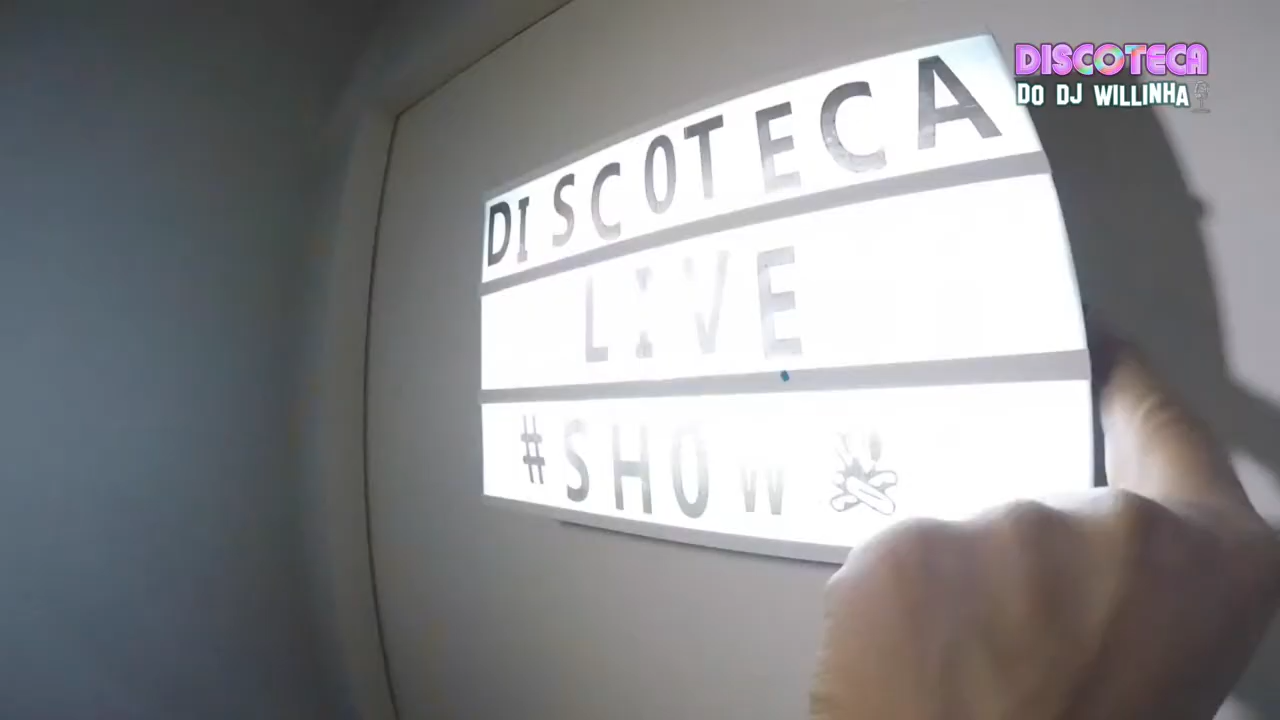 DISCOTECA
DO DJ WILLINHA
DISCOTECA
LIVE
#SHOW